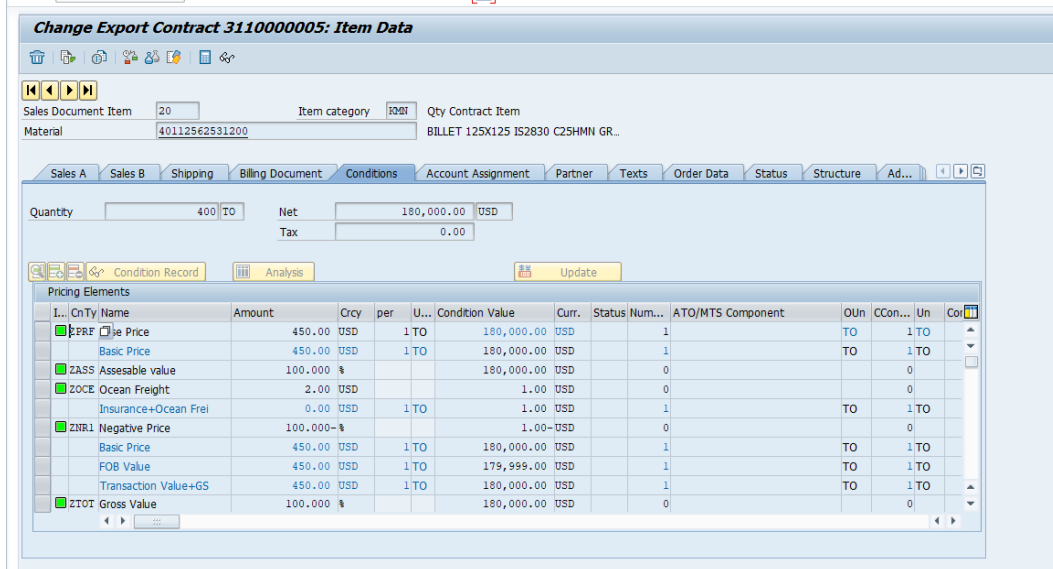 Change Export Contract 3110000005: Item Data
Sales Document Item 20 Item category KMN Qty Contract Item
Material 40112562531200 BILLET 125X125 IS2830 C25HMN GR...
Sales A Sales B Shipping Billing Document Conditions Account Assignment Partner Texts Order Data Status Structure Ad...
Quantity 400 TO Net 180,000.00 USD
Tax 0.00
Condition Record Analysis Update
Pricing Elements
I... CnTy Name Amount Crcy per U... Condition Value Curr. Status Num... ATO/MTS Component OUn CCon... Un Con
ZPRF se Price 450.00 USD 1 TO 180,000.00 USD 1 TO 1 TO
Basic Price 450.00 USD 1 TO 180,000.00 USD 1 TO 1 TO
ZASS Assesable value 100.000 % 180,000.00 USD 0 0
ZOCE Ocean Freight 2.00 USD 1.00 USD 0 0
Insurance+Ocean Frei 0.00 USD 1 TO 1.00 USD 1 TO 1 TO
ZNR1 Negative Price 100.000- % 1.00- USD 0 0
Basic Price 450.00 USD 1 TO 180,000.00 USD 1 TO 1 TO
FOB Value 450.00 USD 1 TO 179,999.00 USD 1 TO 1 TO
Transaction Value+GS 450.00 USD 1 TO 180,000.00 USD 1 TO 1 TO
ZTOT Gross Value 100.000 % 180,000.00 USD 0 0